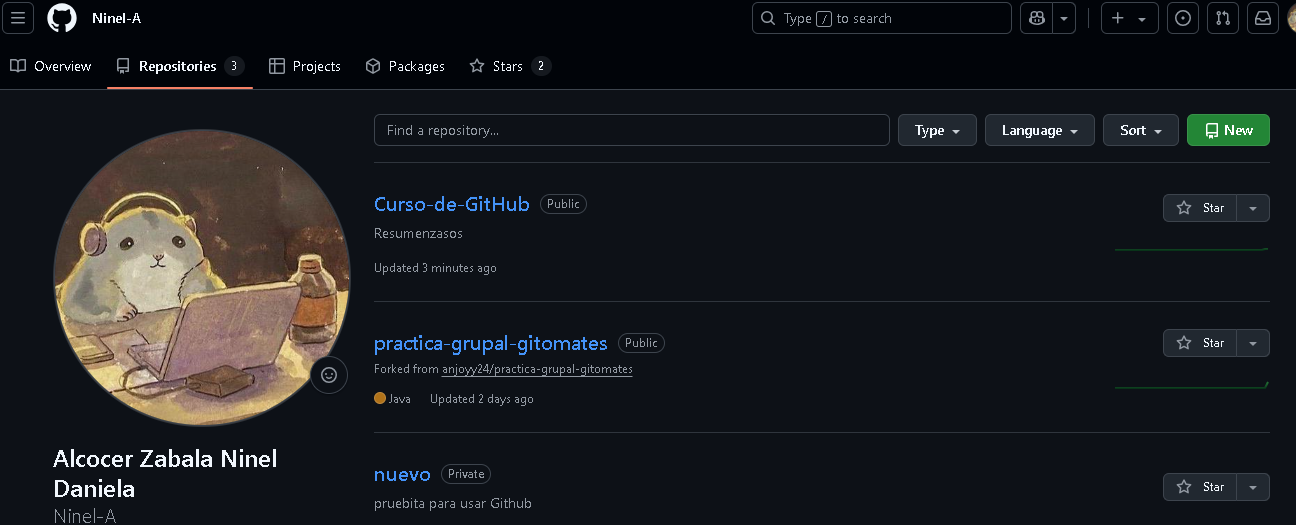 Ninel-A
Type / to search
Overview
Repositories 3
Projects
Packages
Stars 2
Find a repository...
Type
Language
Sort
New
Curso-de-GitHub Public
Star
Resumenzasos
Updated 3 minutes ago
practica-grupal-gitomates Public
Star
Forked from anjoyy24/practica-grupal-gitomates
Java Updated 2 days ago
nuevo Private
Star
pruebita para usar Github
Alcocer Zabala Ninel
Daniela
Ninel-A